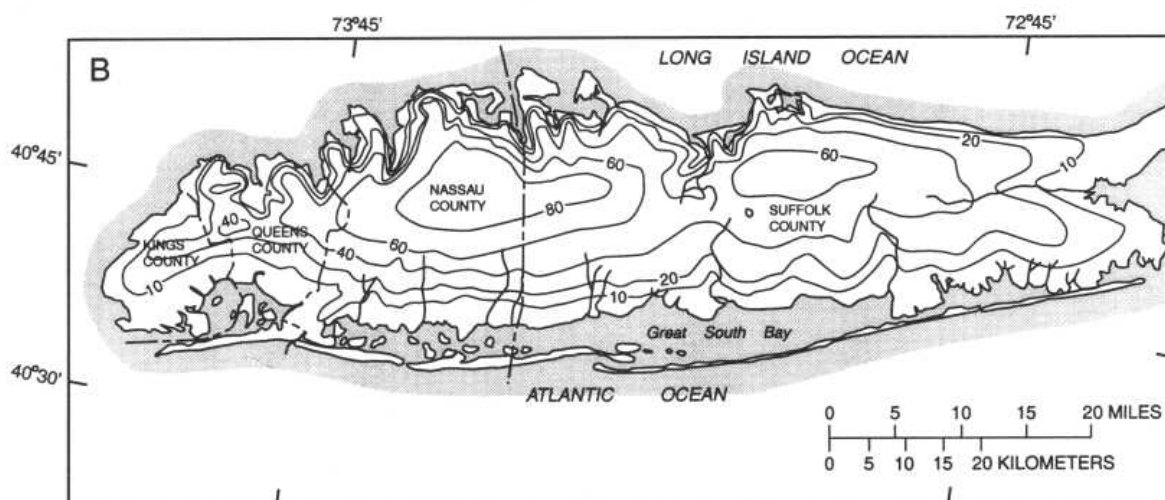 73°45'
72°45'
B
LONG ISLAND OCEAN
40°45'
20
10
60
60
NASSAU
COUNTY
80
SUFFOLK
COUNTY
40
QUEENS
COUNTY
KINGS
COUNTY
60
40
10
20
10
Great South Bay
40°30'
ATLANTIC OCEAN
0 5 10 15 20 MILES
0 5 10 15 20 KILOMETERS